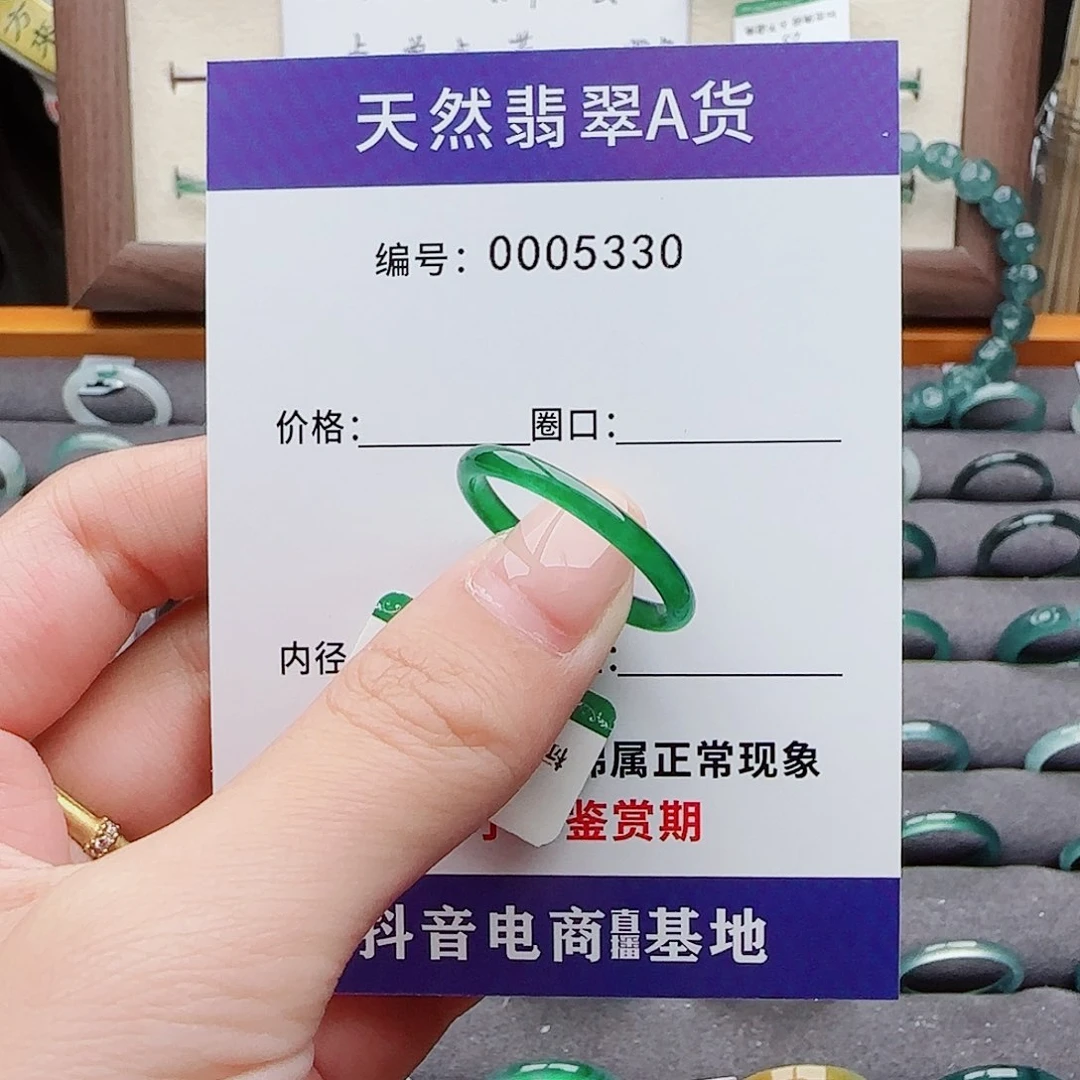 天然翡翠A货
编号：0005330
价格： 圈口：
内径 ：
标
属正常现象
鉴赏期
抖音电商直播基地